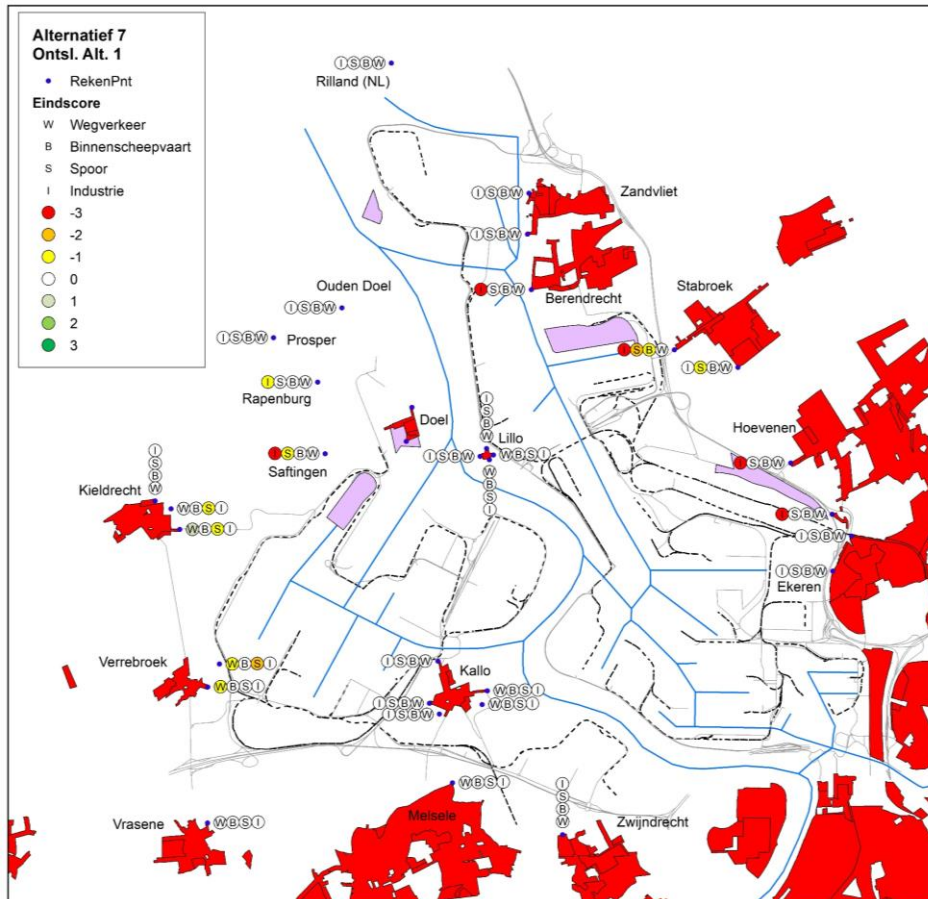 Alternatief 7
Ontsl. Alt. 1
RekenPnt
Eindscore
W Wegverkeer
B Binnenscheepvaart
S Spoor
I Industrie
-3
-2
-1
0
1
2
3
ISBW
Rilland (NL)
ISBW
Zandvliet
ISBW
ISBW
Berendrecht
Stabroek
Ouden Doel
ISBW
ISBW
Prosper
ISBW
ISBW
Rapenburg
ISBW
Doel
ISBW
Hoevenen
Lillo
ISBW
WBSI
ISBW
ISBW
Saftingen
WBSI
Kieldrecht
ISBW
WBSI
WBSI
ISBW
ISBW
ISBW
Ekeren
Verrebroek
WBSI
WBSI
ISBW
Kallo
WBSI
ISBW
WBSI
ISBW
WBSI
ISBW
Vrasene
WBSI
Melsele
Zwijndrecht